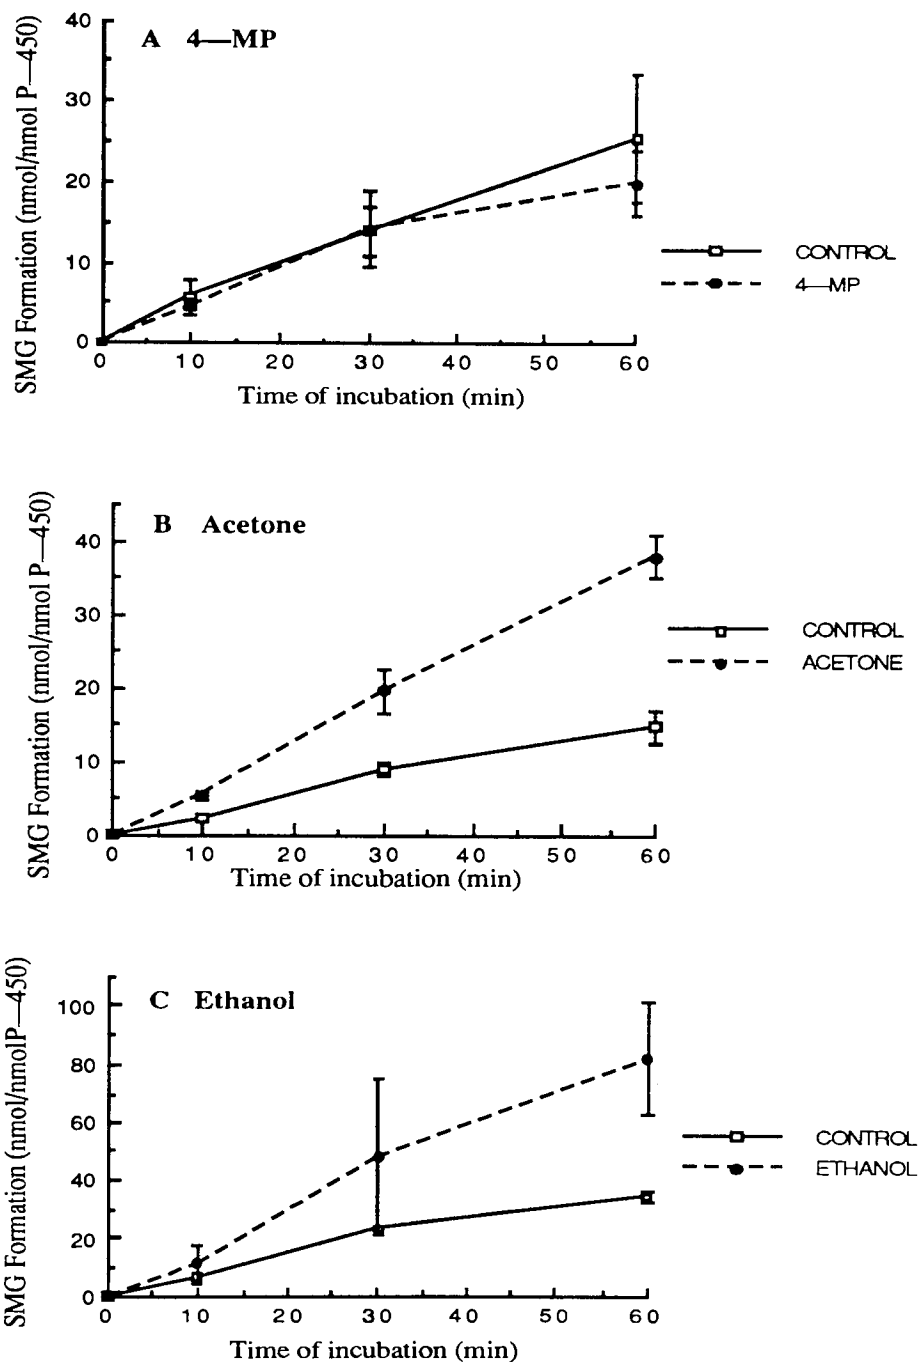 A 4—MP
SMG Formation (nmol/nmol P—450)
40
30
20
10
0
0 10 20 30 40 50 60
Time of incubation (min)
CONTROL
4—MP
B Acetone
SMG Formation (nmol/nmol P—450)
40
30
20
10
0
0 10 20 30 40 50 60
Time of incubation (min)
CONTROL
ACETONE
C Ethanol
SMG Formation (nmol/nmolP—450)
100
80
60
40
20
0
0 10 20 30 40 50 60
Time of incubation (min)
CONTROL
ETHANOL